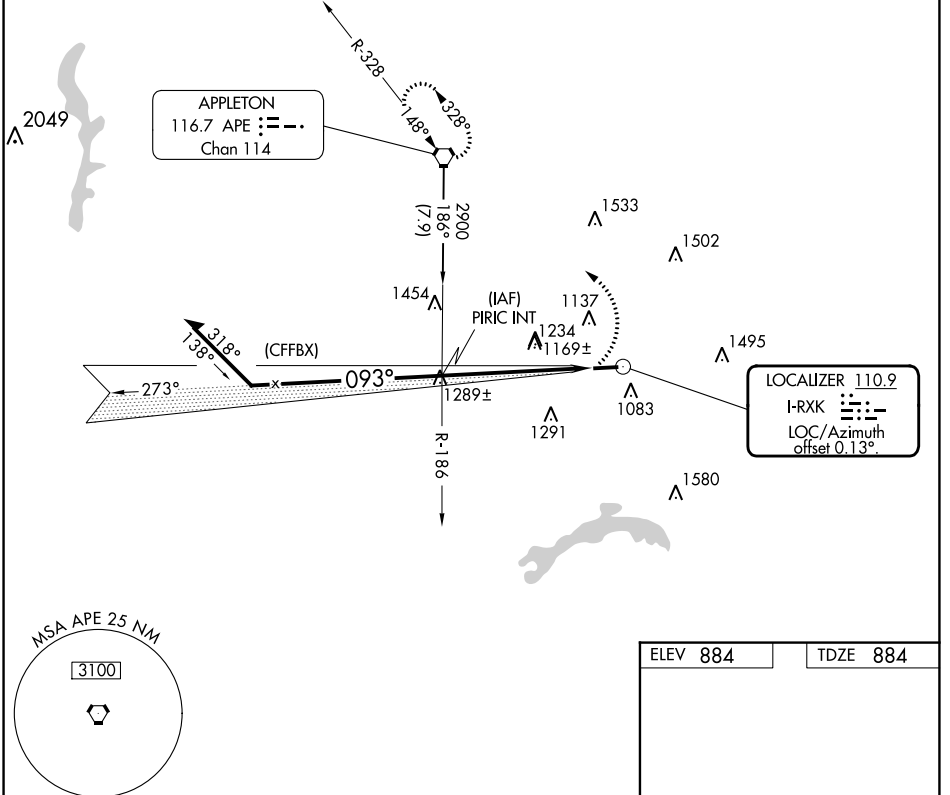 R-328
2049
APPLETON
116.7 APE
Chan 114
148°
328°
2900
186°
(7.9)
1533
1502
1454
(IAF)
PIRIC INT
1137
1234
1169±
1495
318°
138°
(CFFBX)
x
093°
273°
1289±
1083
1291
LOCALIZER 110.9
I-RXK
LOC/Azimuth
offset 0.13°.
R-186
1580
MSA APE 25 NM
3100
ELEV 884
TDZE 884